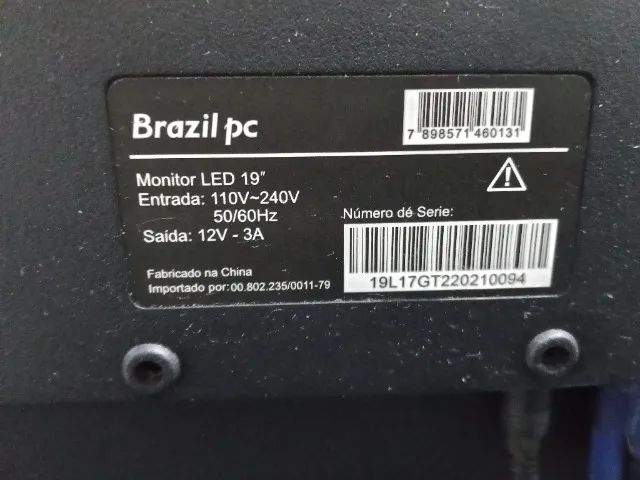 Brazil pc
7 898571 460131
Monitor LED 19"
Entrada: 110V~240V
50/60Hz
Saída: 12V - 3A
Número dé Serie:
19L17GT220210094
Fabricado na China
Importado por: 00.802.235/0011-79